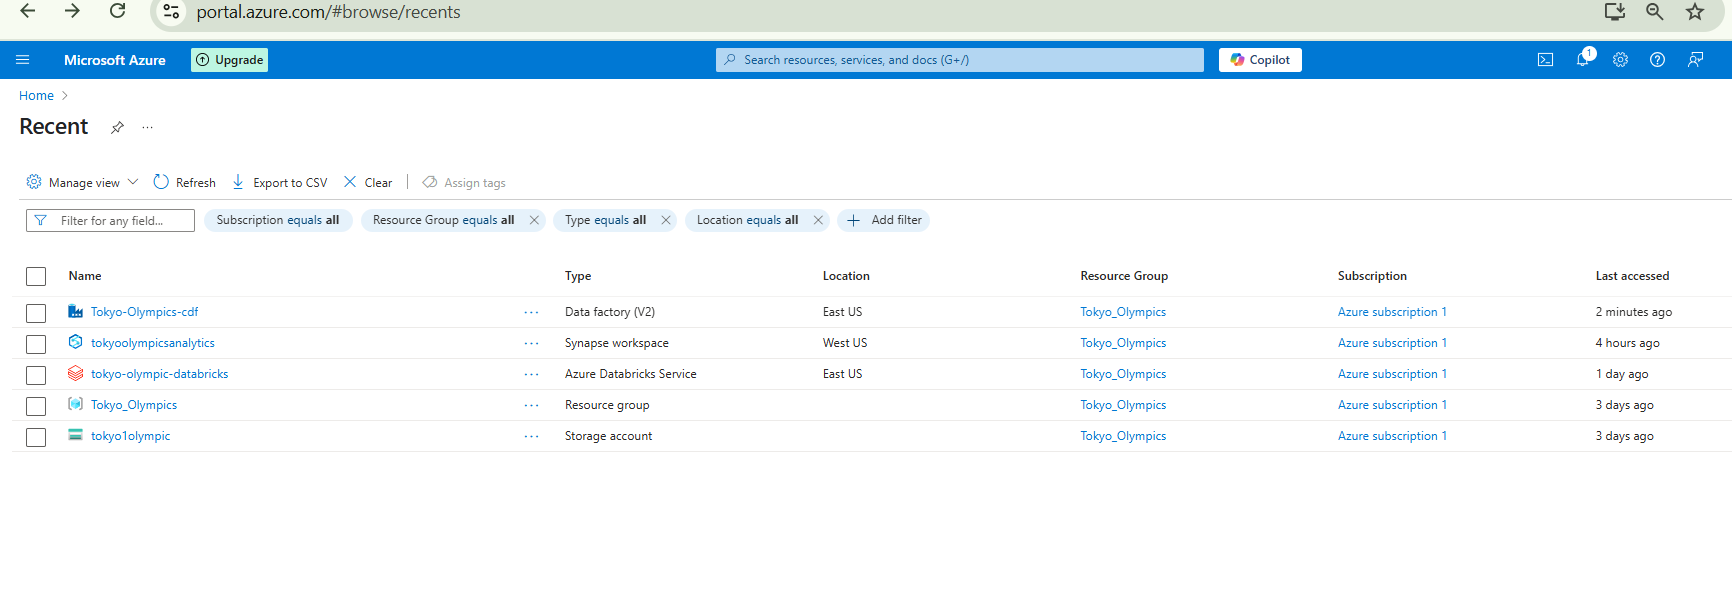 portal.azure.com/#browse/recents
Microsoft Azure
Upgrade
Search resources, services, and docs (G+/)
Copilot
1
Home
Recent
Manage view
Refresh
Export to CSV
Clear
Assign tags
Filter for any field...
Subscription equals all
Resource Group equals all
Type equals all
Location equals all
Add filter
Name Type Location Resource Group Subscription Last accessed
Tokyo-Olympics-cdf Data factory (V2) East US Tokyo_Olympics Azure subscription 1 2 minutes ago
tokyoolympicsanalytics Synapse workspace West US Tokyo_Olympics Azure subscription 1 4 hours ago
tokyo-olympic-databricks Azure Databricks Service East US Tokyo_Olympics Azure subscription 1 1 day ago
Tokyo_Olympics Resource group Tokyo_Olympics Azure subscription 1 3 days ago
tokyo1olympic Storage account Tokyo_Olympics Azure subscription 1 3 days ago